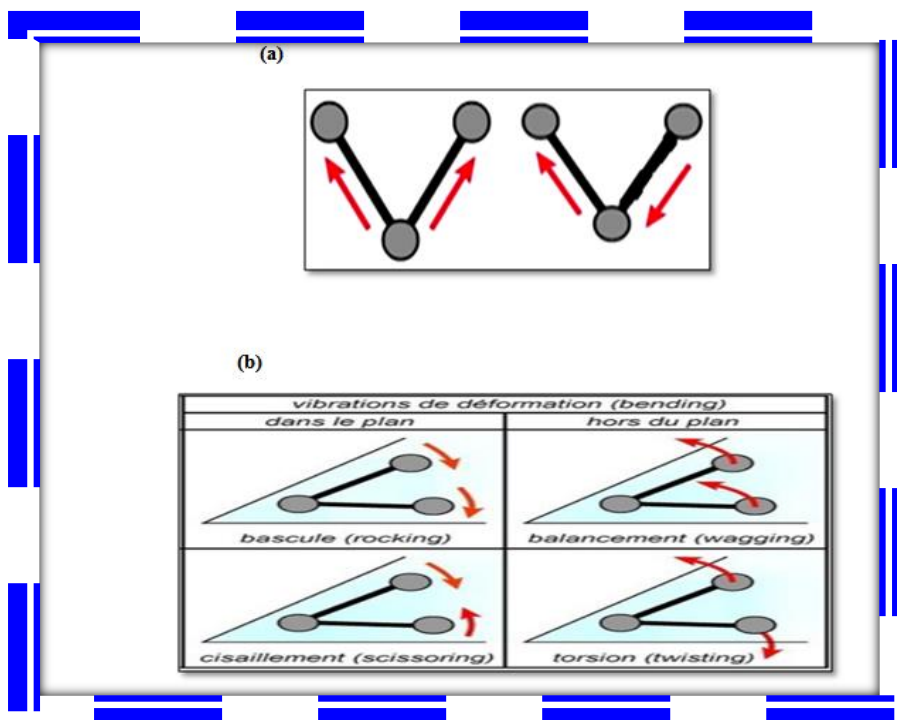 (a)
(b)
vibrations de déformation (bending)
dans le plan
hors du plan
bascule (rocking)
balancement (wagging)
cisaillement (scissoring)
torsion (twisting)